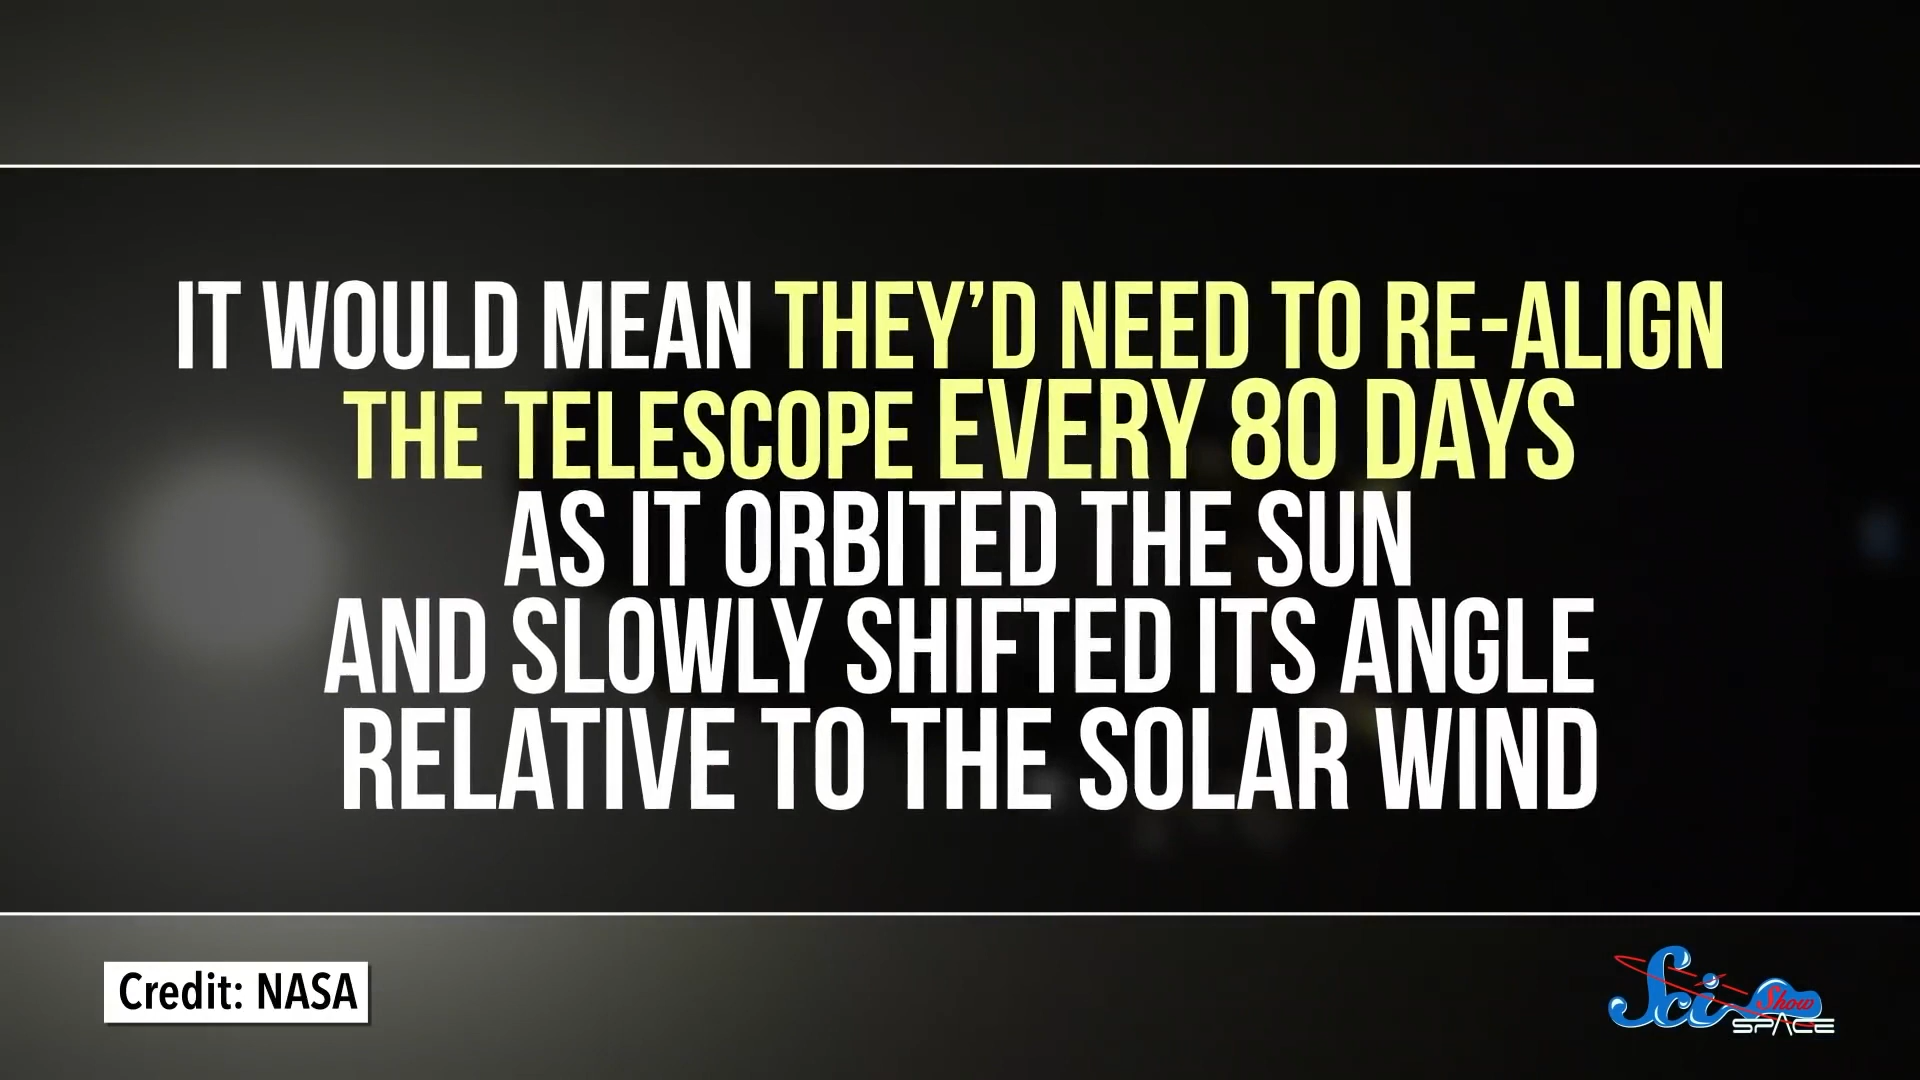 IT WOULD MEAN THEY'D NEED TO RE-ALIGN
THE TELESCOPE EVERY 80 DAYS
AS IT ORBITED THE SUN
AND SLOWLY SHIFTED ITS ANGLE
RELATIVE TO THE SOLAR WIND
Credit: NASA
Sci Show
SPACE